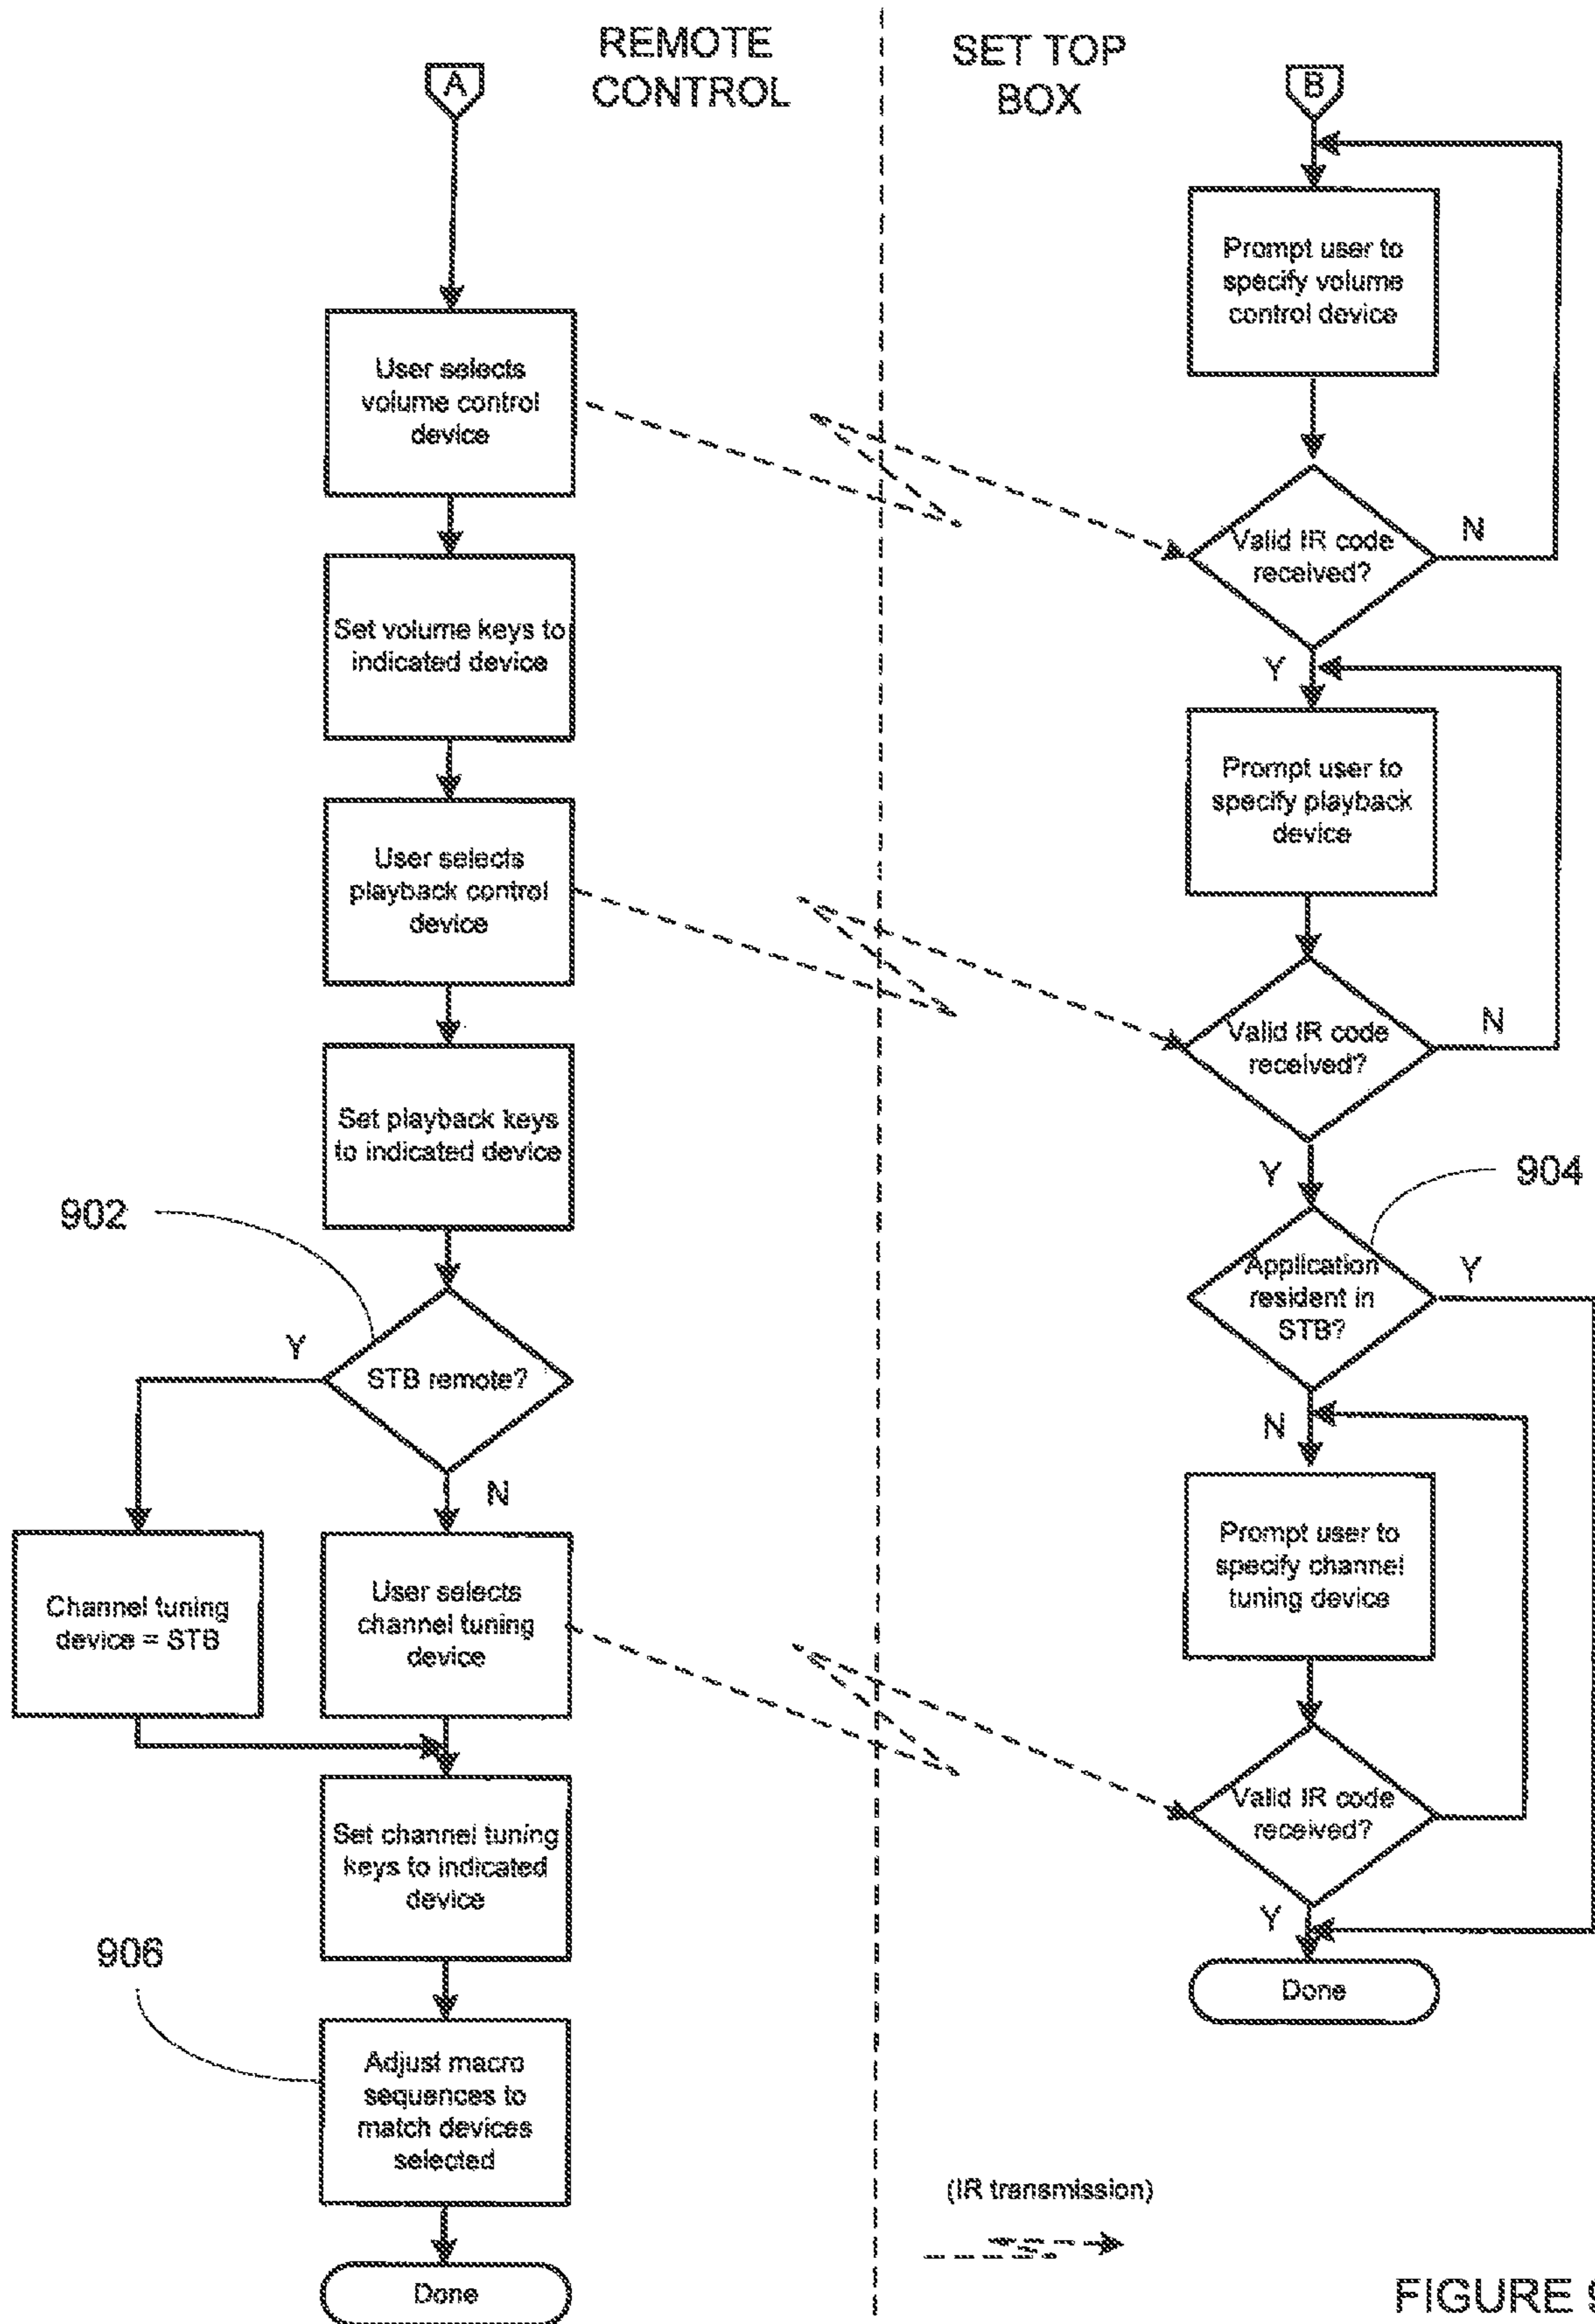 REMOTE
CONTROL
SET TOP
BOX
A
B
User selects
volume control
device
Set volume keys to
indicated device
User selects
playback control
device
Set playback keys
to indicated device
902
STB remote?
Y
N
Channel tuning
device = STB
User selects
channel tuning
device
Set channel tuning
keys to indicated
device
906
Adjust macro
sequences to
match devices
selected
Done
Prompt user to
specify volume
control device
Valid IR code
received?
N
Y
Prompt user to
specify playback
device
Valid IR code
received?
N
Y
904
Application
resident in
STB?
Y
N
Prompt user to
specify channel
tuning device
Valid IR code
received?
Y
Done
(IR transmission)
FIGURE 9